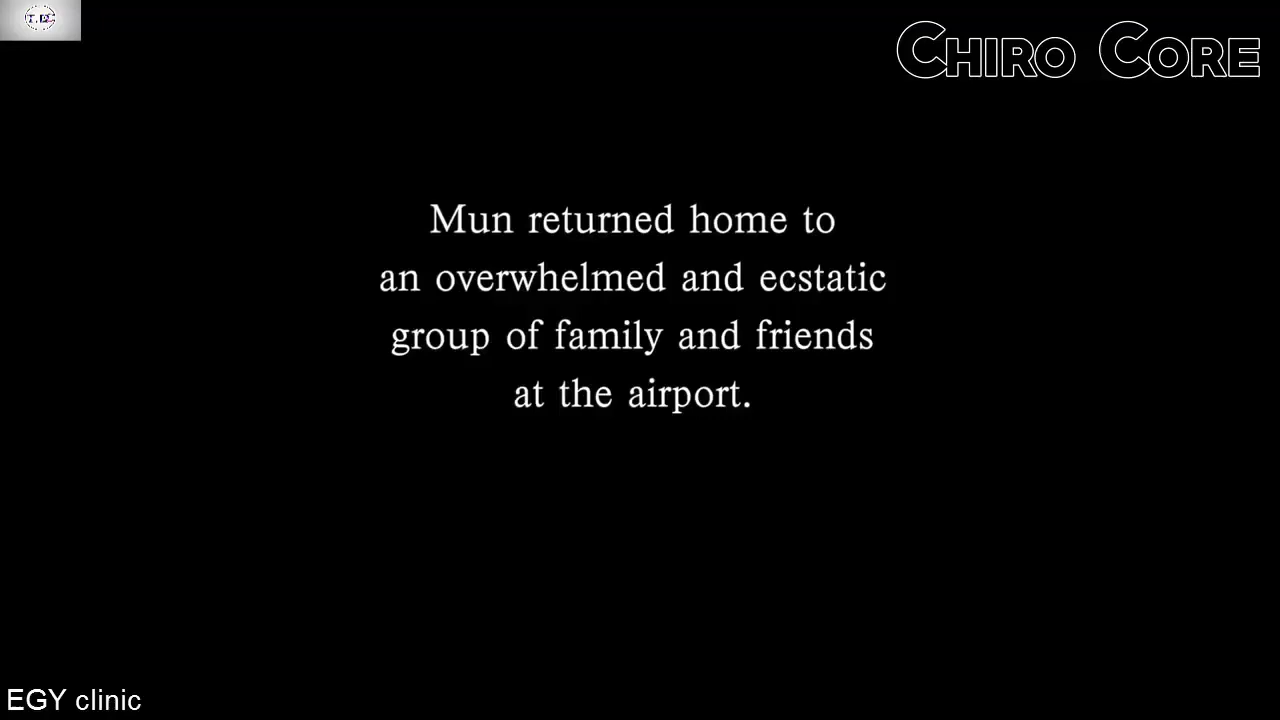 CHIRO CORE
Mun returned home to
an overwhelmed and ecstatic
group of family and friends
at the airport.
EGY clinic